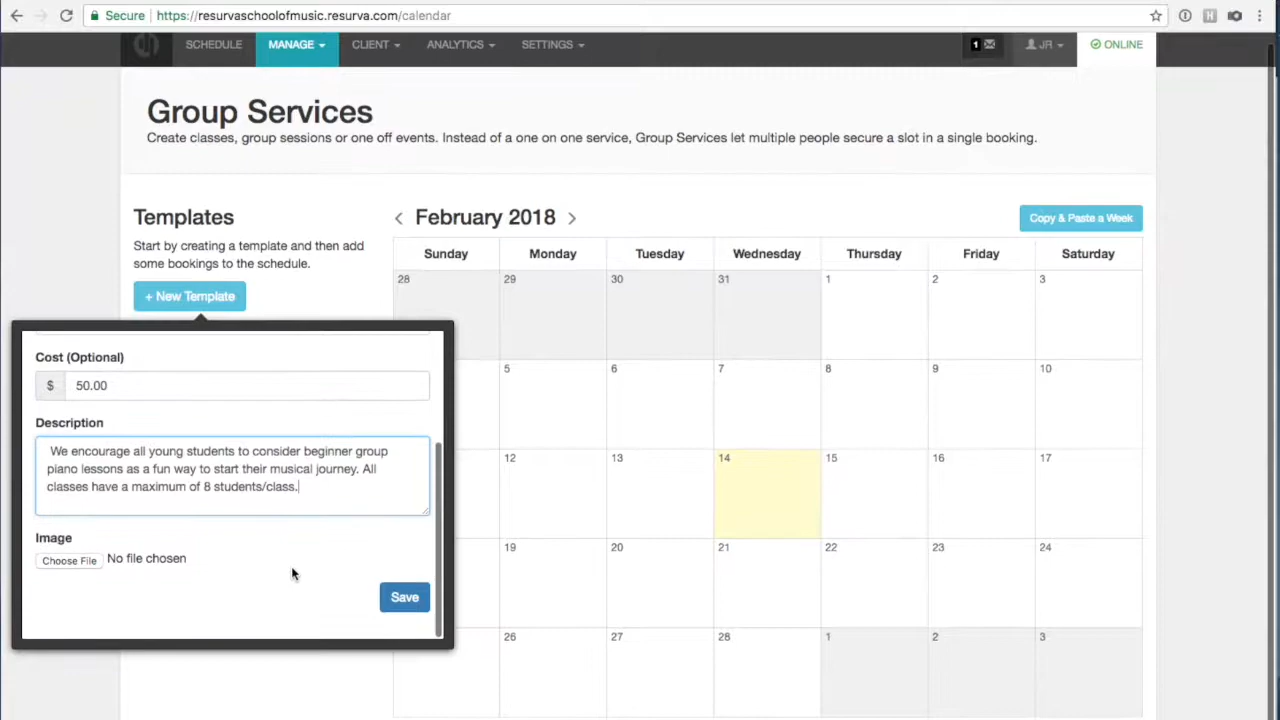 Secure https://resurvaschoolofmusic.resurva.com/calendar
SCHEDULE MANAGE CLIENT ANALYTICS SETTINGS 1 JR ONLINE
Group Services
Create classes, group sessions or one off events. Instead of a one on one service, Group Services let multiple people secure a slot in a single booking.
Templates
Start by creating a template and then add
some bookings to the schedule.
+ New Template
Cost (Optional)
$ 50.00
Description
We encourage all young students to consider beginner group
piano lessons as a fun way to start their musical journey. All
classes have a maximum of 8 students/class.
Image
Choose File No file chosen
Save
February 2018
Copy & Paste a Week
Sunday Monday Tuesday Wednesday Thursday Friday Saturday
28 29 30 31 1 2 3
5 6 7 8 9 10
12 13 14 15 16 17
19 20 21 22 23 24
26 27 28 1 2 3